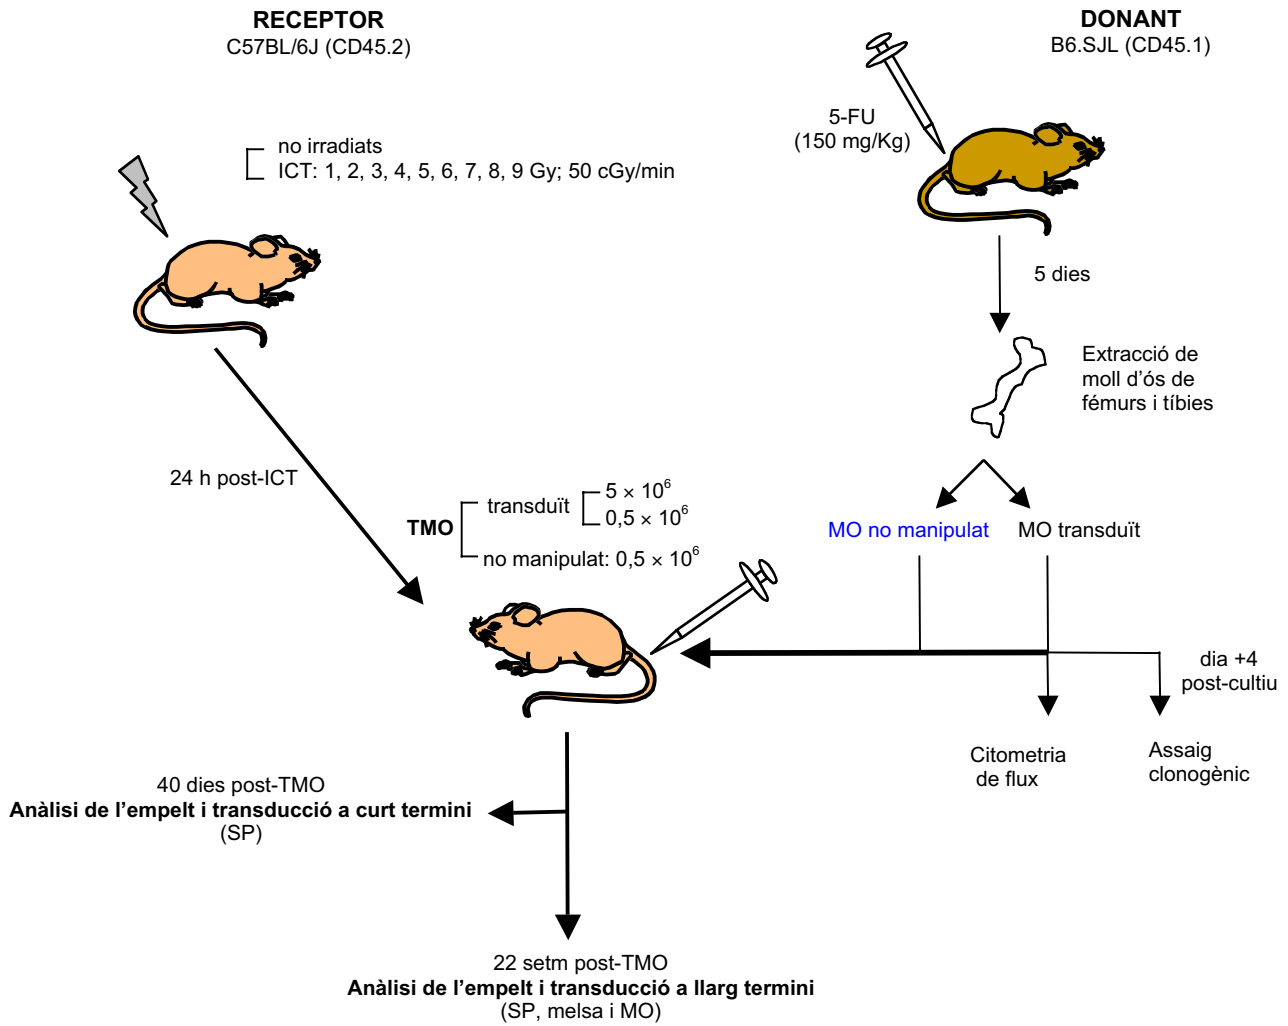 RECEPTOR
C57BL/6J (CD45.2)
DONANT
B6.SJL (CD45.1)
no irradiats
ICT: 1, 2, 3, 4, 5, 6, 7, 8, 9 Gy; 50 cGy/min
5-FU
(150 mg/Kg)
5 dies
Extracció de
moll d’ós de
fémurs i tíbies
24 h post-ICT
TMO
transduït
5 × 10⁶
0,5 × 10⁶
no manipulat: 0,5 × 10⁶
MO no manipulat
MO transduït
dia +4
post-cultiu
Citometria
de flux
Assaig
clonogènic
40 dies post-TMO
Anàlisi de l’empelt i transducció a curt termini
(SP)
22 setm post-TMO
Anàlisi de l’empelt i transducció a llarg termini
(SP, melsa i MO)